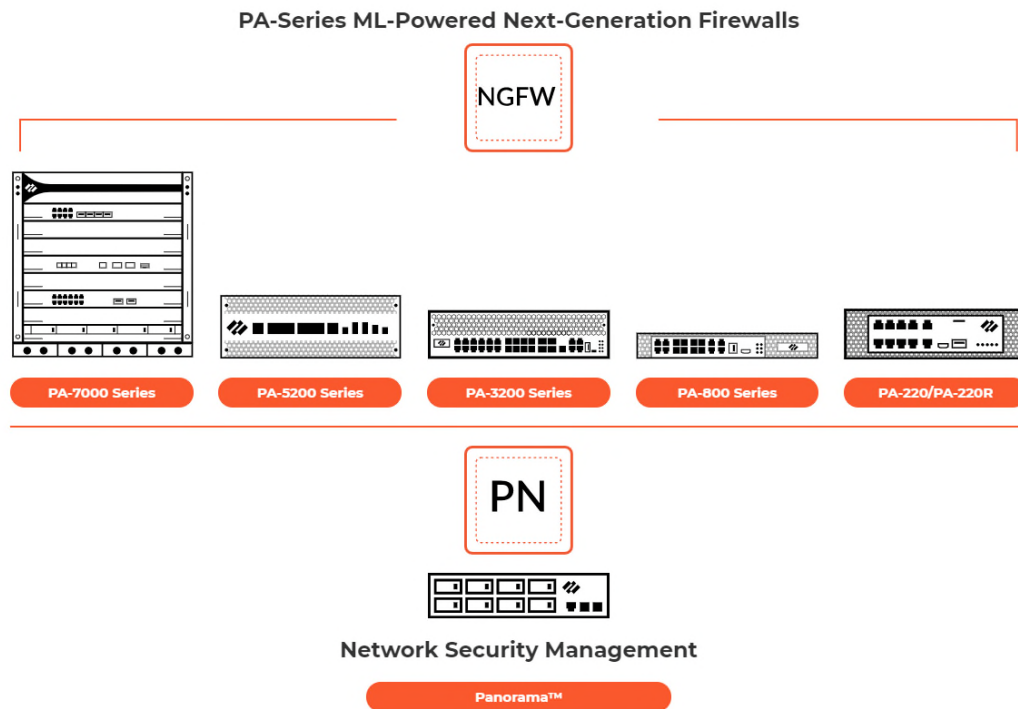 PA-Series ML-Powered Next-Generation Firewalls
NGFW
PA-7000 Series
PA-5200 Series
PA-3200 Series
PA-800 Series
PA-220/PA-220R
PN
Network Security Management
Panorama™